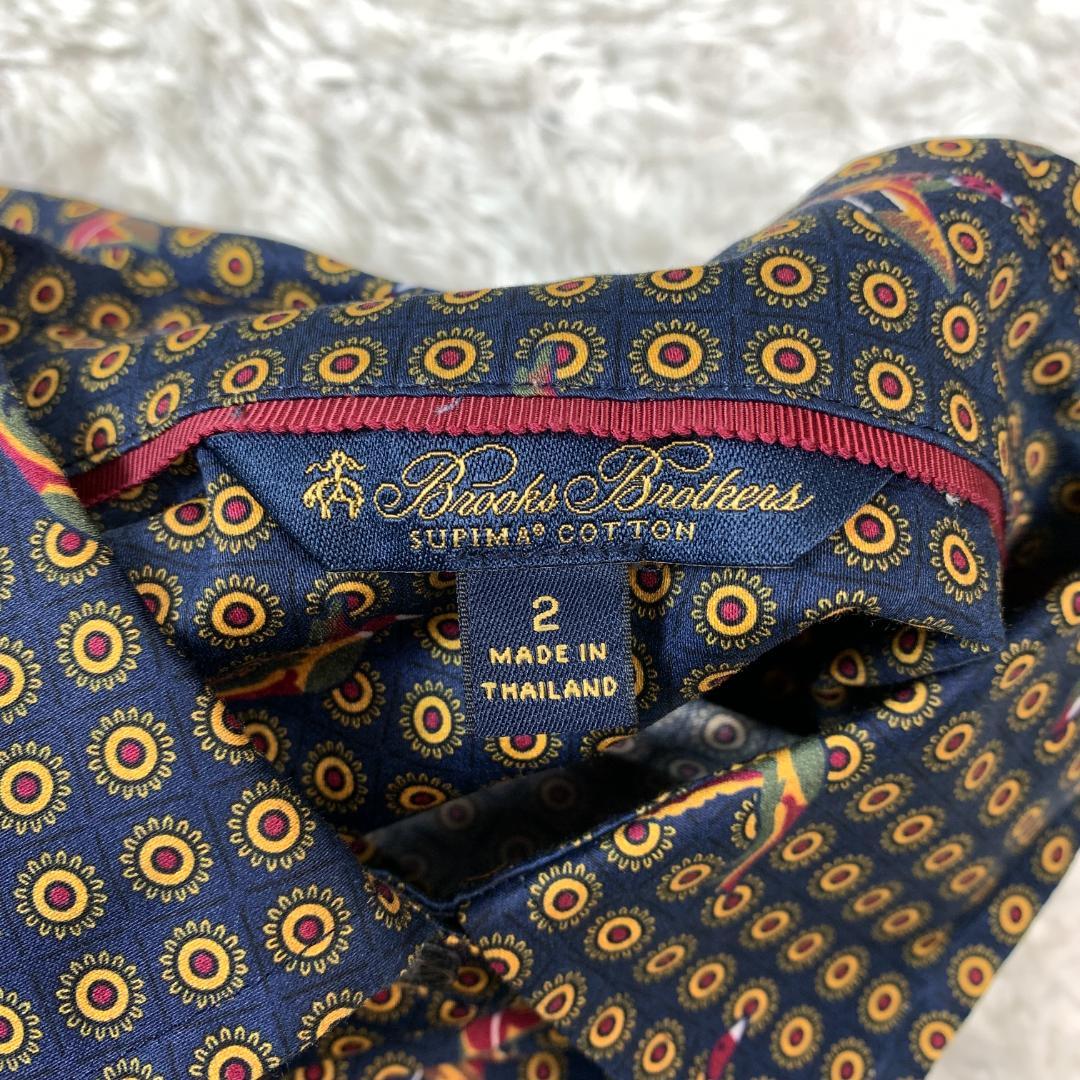 Brooks Brothers
SUPIMA® COTTON
2
MADE IN
THAILAND